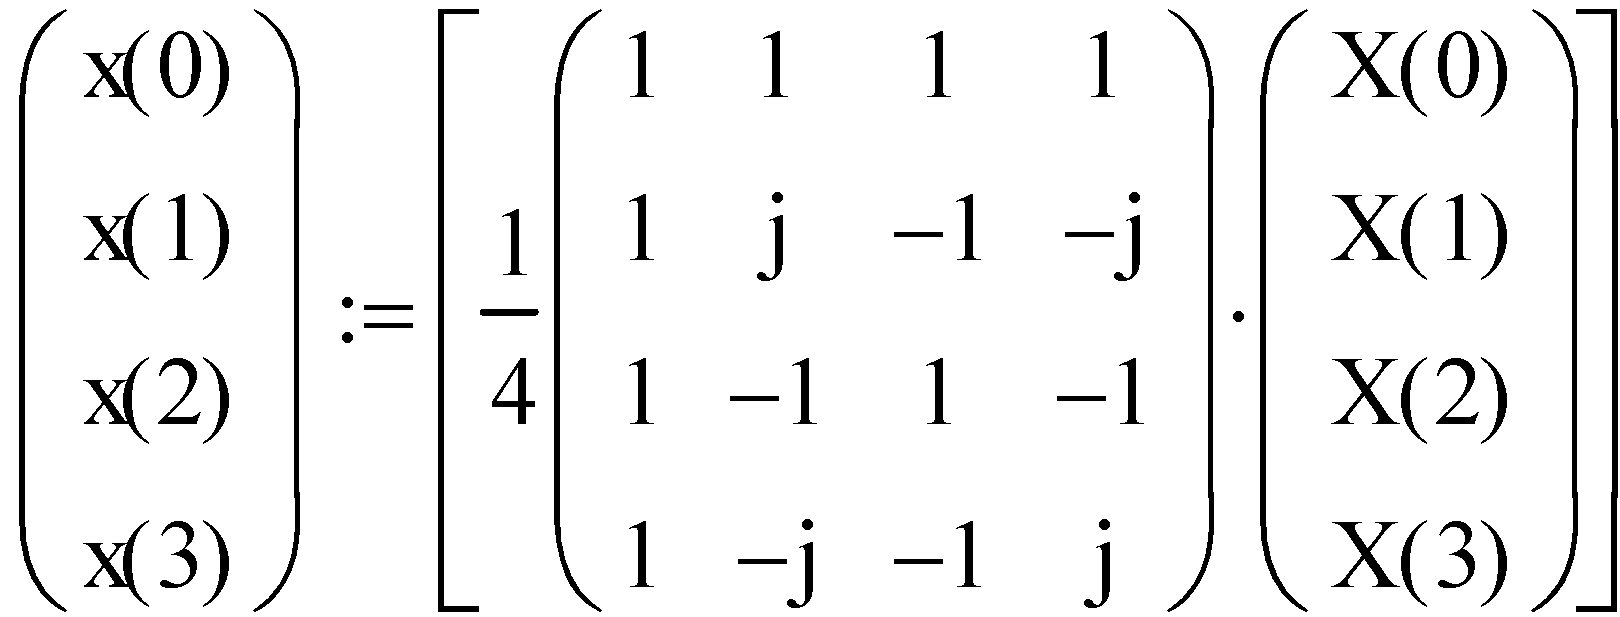 x(0) 1 1 1 1 X(0)
x(1) 1 j −1 −j X(1)
:= 1/4 ·
x(2) 1 −1 1 −1 X(2)
x(3) 1 −j −1 j X(3)